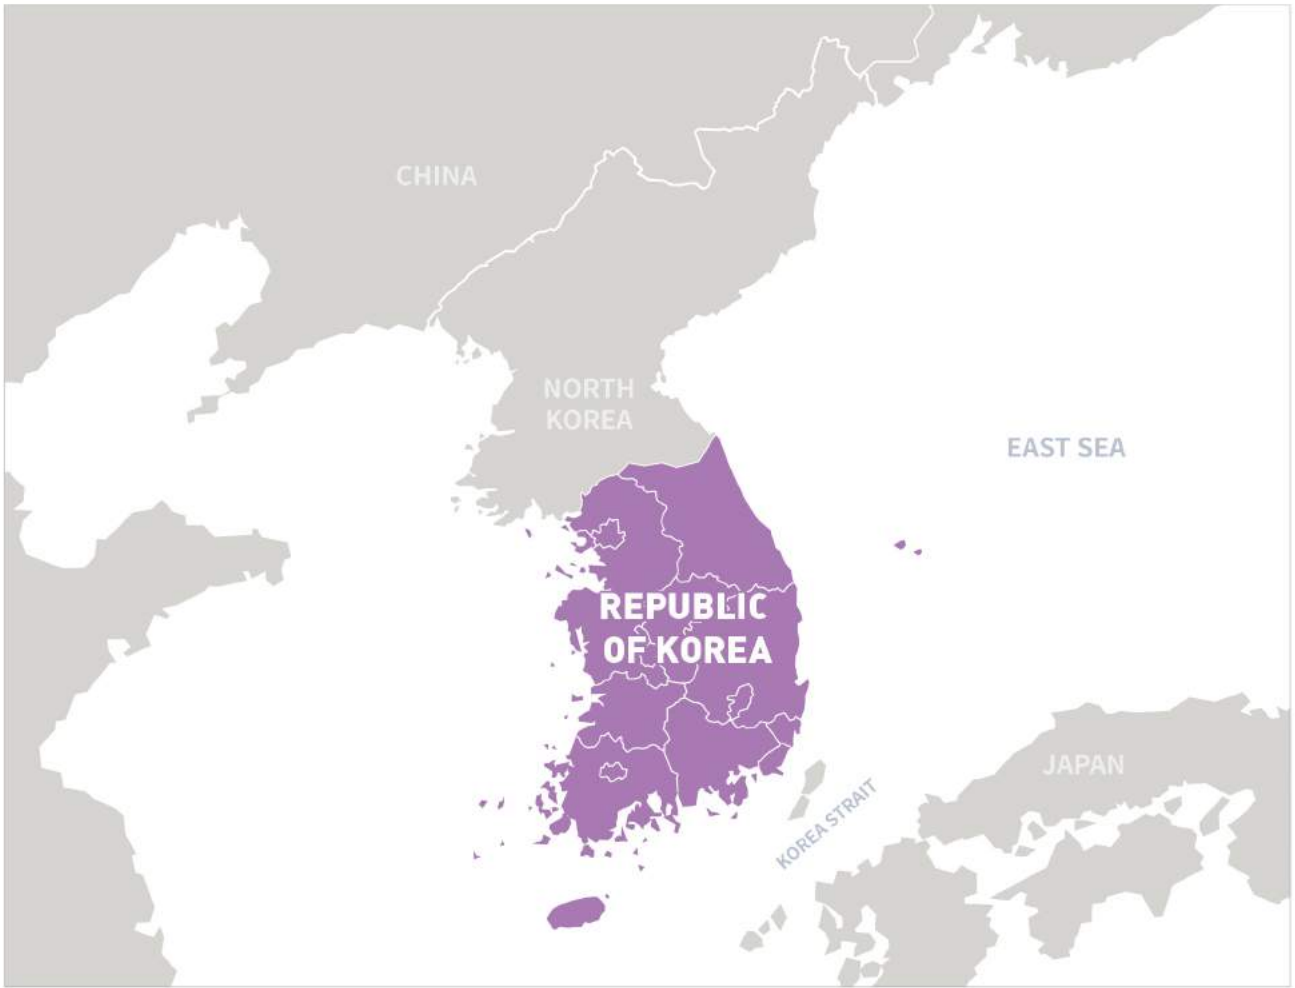 CHINA
NORTH
KOREA
EAST SEA
REPUBLIC
OF KOREA
JAPAN
KOREA STRAIT